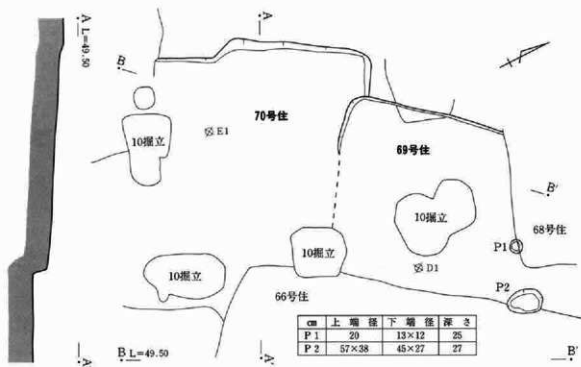 A L=49.50
A
B
70号住
E1
10掘立
69号住
10掘立
B'
68号住
P1
10掘立
D1
10掘立
66号住
P2
cm 上端径 下端径 深さ
P 1 20 13×12 25
P 2 57×38 45×27 27
A'
B L=49.50
A'
B'